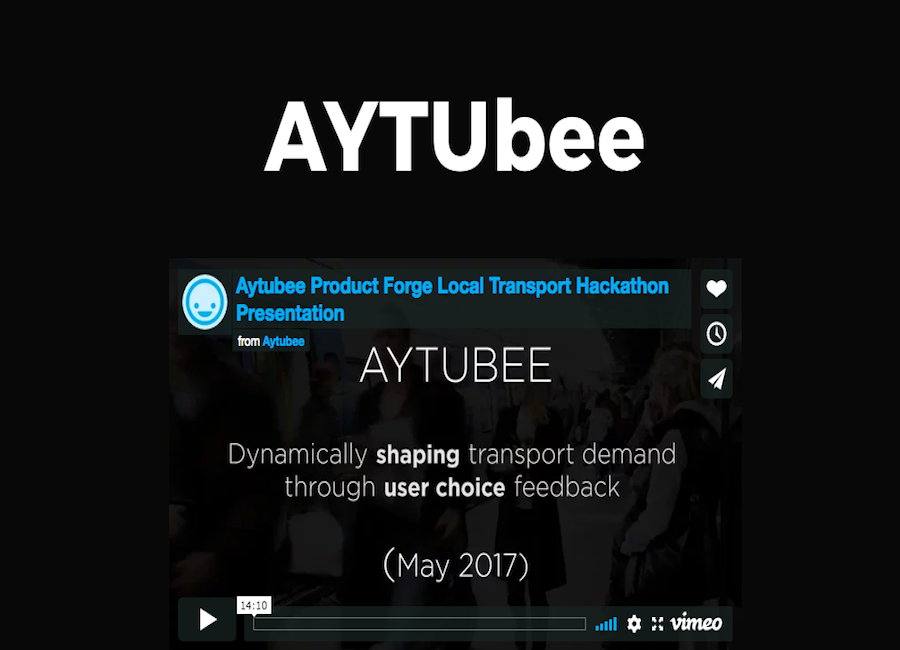 AYTUbee
Aytubee Product Forge Local Transport Hackathon
Presentation
from Aytubee
AYTUBEE
Dynamically shaping transport demand
through user choice feedback
(May 2017)
14:10
vimeo